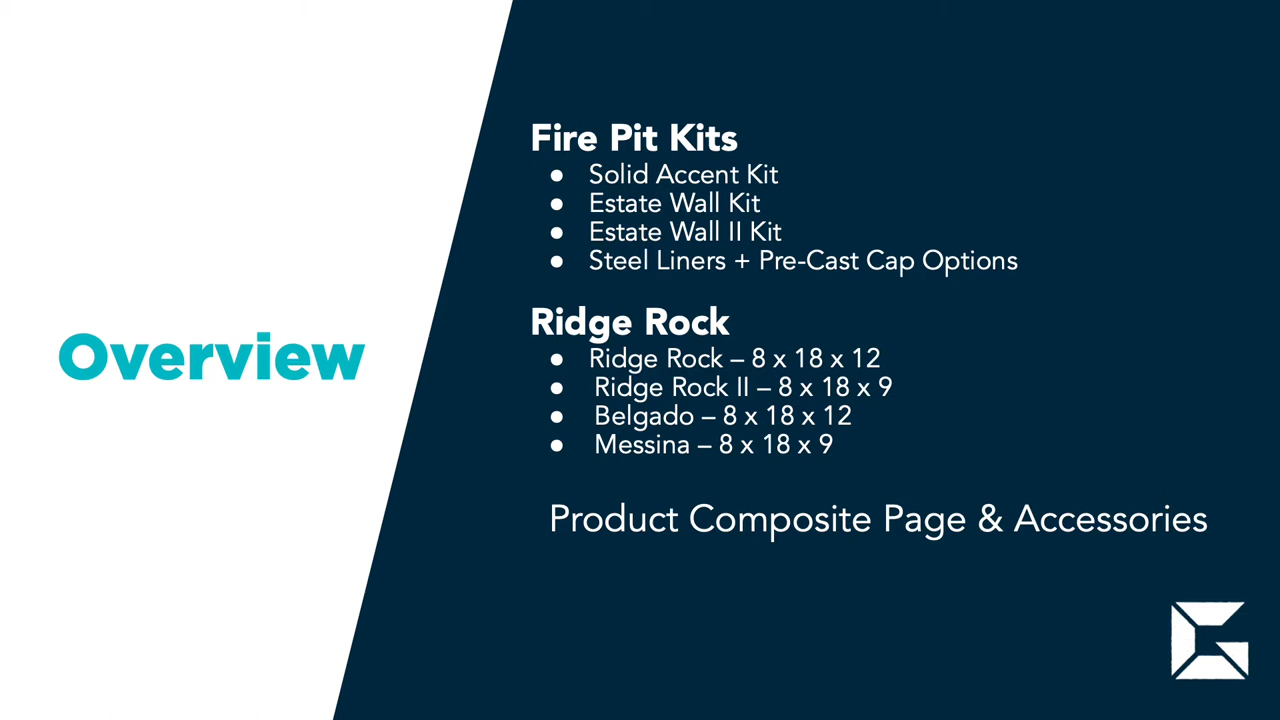 Overview
Fire Pit Kits
● Solid Accent Kit
● Estate Wall Kit
● Estate Wall II Kit
● Steel Liners + Pre-Cast Cap Options
Ridge Rock
● Ridge Rock – 8 x 18 x 12
● Ridge Rock II – 8 x 18 x 9
● Belgado – 8 x 18 x 12
● Messina – 8 x 18 x 9
Product Composite Page & Accessories
G